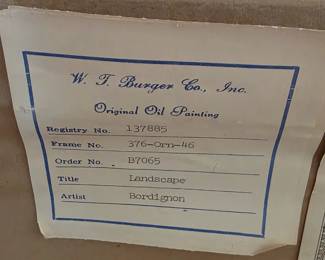 W. T. Burger Co., Inc.
Original Oil Painting
Registry No. 137885
Frame No. 376-Orn-46
Order No. B7065
Title Landscape
Artist Bordignon